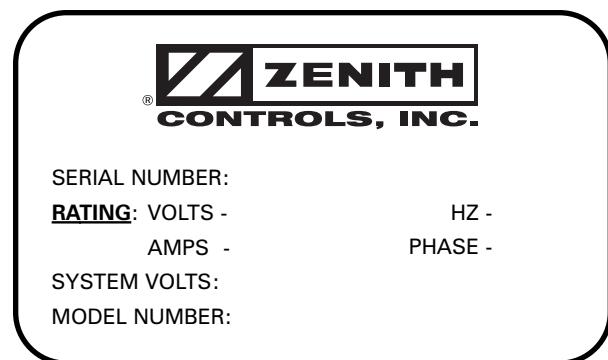 ZENITH
® CONTROLS, INC.
SERIAL NUMBER:
RATING: VOLTS - HZ -
AMPS - PHASE -
SYSTEM VOLTS:
MODEL NUMBER: